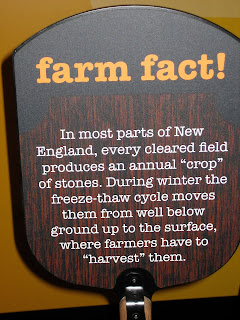 farm fact!
In most parts of New
England, every cleared field
produces an annual “crop”
of stones. During winter the
freeze-thaw cycle moves
them from well below
ground up to the surface,
where farmers have to
“harvest” them.